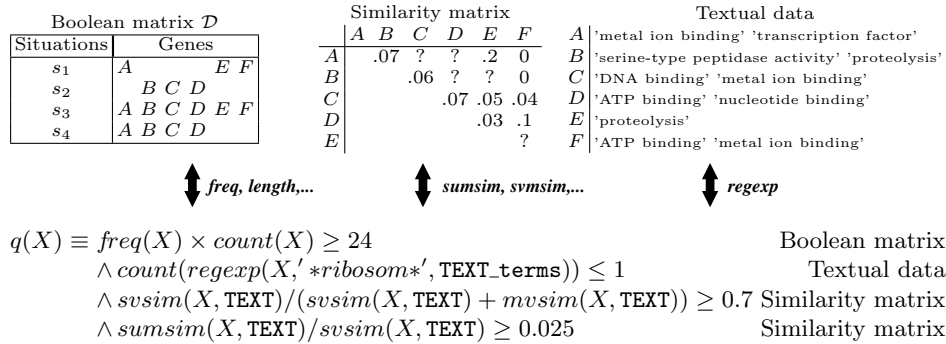 Boolean matrix 𝒟
Situations Genes
s1 A E F
s2 B C D
s3 A B C D E F
s4 A B C D
Similarity matrix
A B C D E F
A .07 ? ? .2 0
B .06 ? ? 0
C .07 .05 .04
D .03 .1
E ?
Textual data
A 'metal ion binding' 'transcription factor'
B 'serine-type peptidase activity' 'proteolysis'
C 'DNA binding' 'metal ion binding'
D 'ATP binding' 'nucleotide binding'
E 'proteolysis'
F 'ATP binding' 'metal ion binding'
freq, length,...
sumsim, svmsim,...
regexp
q(X) ≡ freq(X) × count(X) ≥ 24 Boolean matrix
∧ count(regexp(X,' *ribosom*', TEXT_terms)) ≤ 1 Textual data
∧ svsim(X, TEXT)/(svsim(X, TEXT) + mvsim(X, TEXT)) ≥ 0.7 Similarity matrix
∧ sumsim(X, TEXT)/svsim(X, TEXT) ≥ 0.025 Similarity matrix